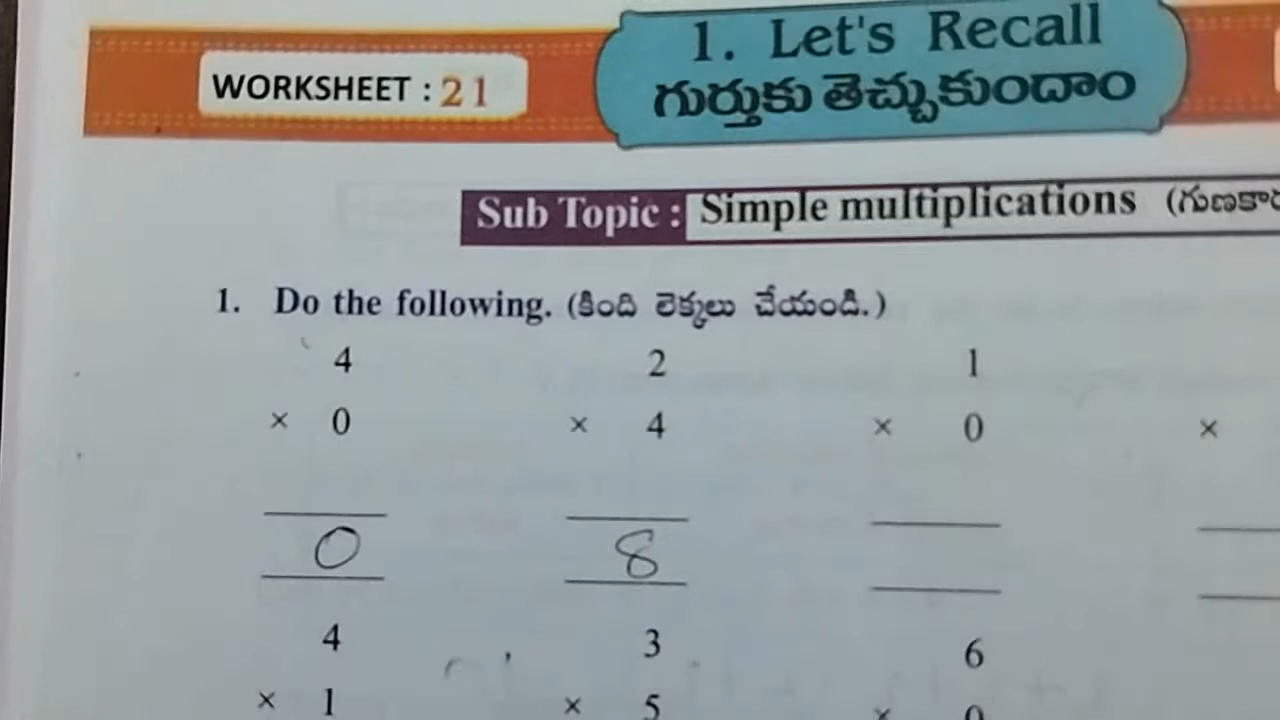 WORKSHEET : 21
1. Let's Recall
గుర్తుకు తెచ్చుకుందాం
Sub Topic : Simple multiplications
1. Do the following. (కింది లెక్కలు చేయండి.)
4 2 1
× 0 × 4 × 0 ×
0 8
4 3 6
× 1 × 5 × 0